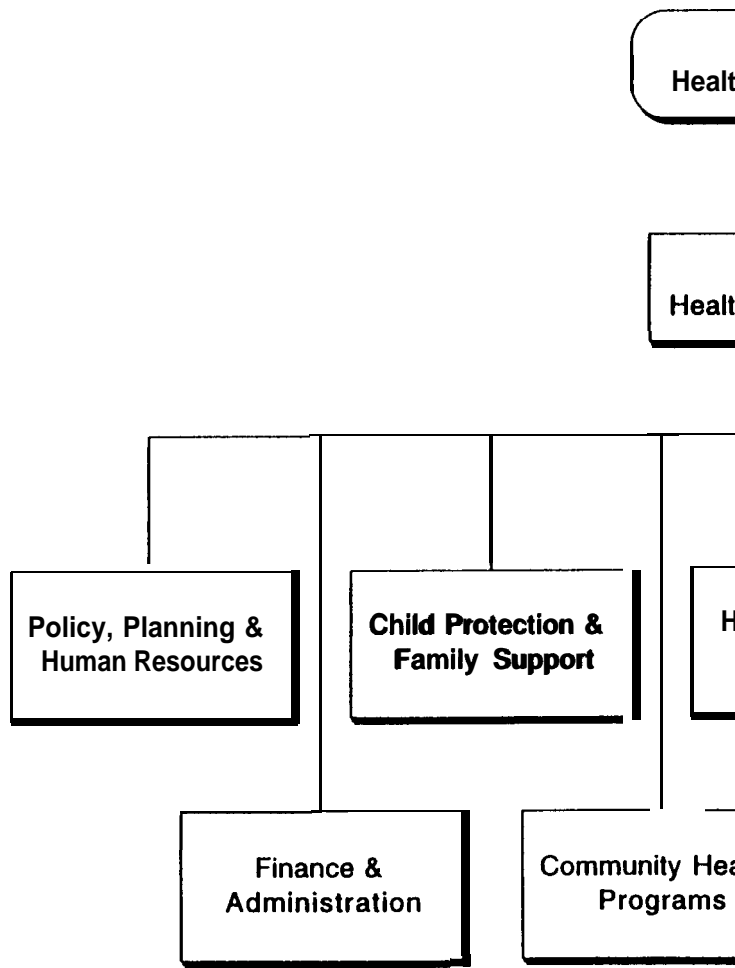 Healt
Healt
Policy, Planning &
Human Resources
Child Protection &
Family Support
H
Finance &
Administration
Community Hea
Programs